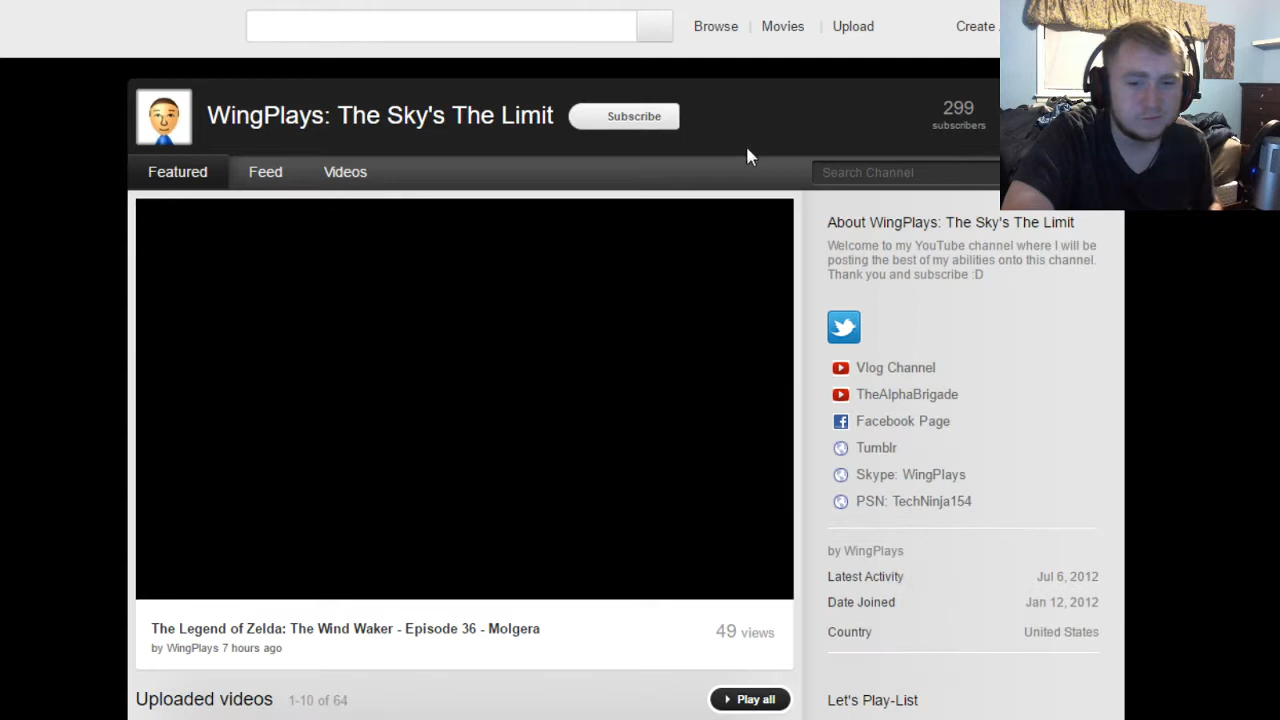 Browse
Movies
Upload
Create
WingPlays: The Sky's The Limit
Subscribe
299
subscribers
Featured
Feed
Videos
Search Channel
About WingPlays: The Sky's The Limit
Welcome to my YouTube channel where I will be
posting the best of my abilities onto this channel.
Thank you and subscribe :D
Vlog Channel
TheAlphaBrigade
Facebook Page
Tumblr
Skype: WingPlays
PSN: TechNinja154
by WingPlays
Latest Activity Jul 6, 2012
Date Joined Jan 12, 2012
Country United States
The Legend of Zelda: The Wind Waker - Episode 36 - Molgera
by WingPlays 7 hours ago
49 views
Uploaded videos 1-10 of 64
Play all
Let's Play-List